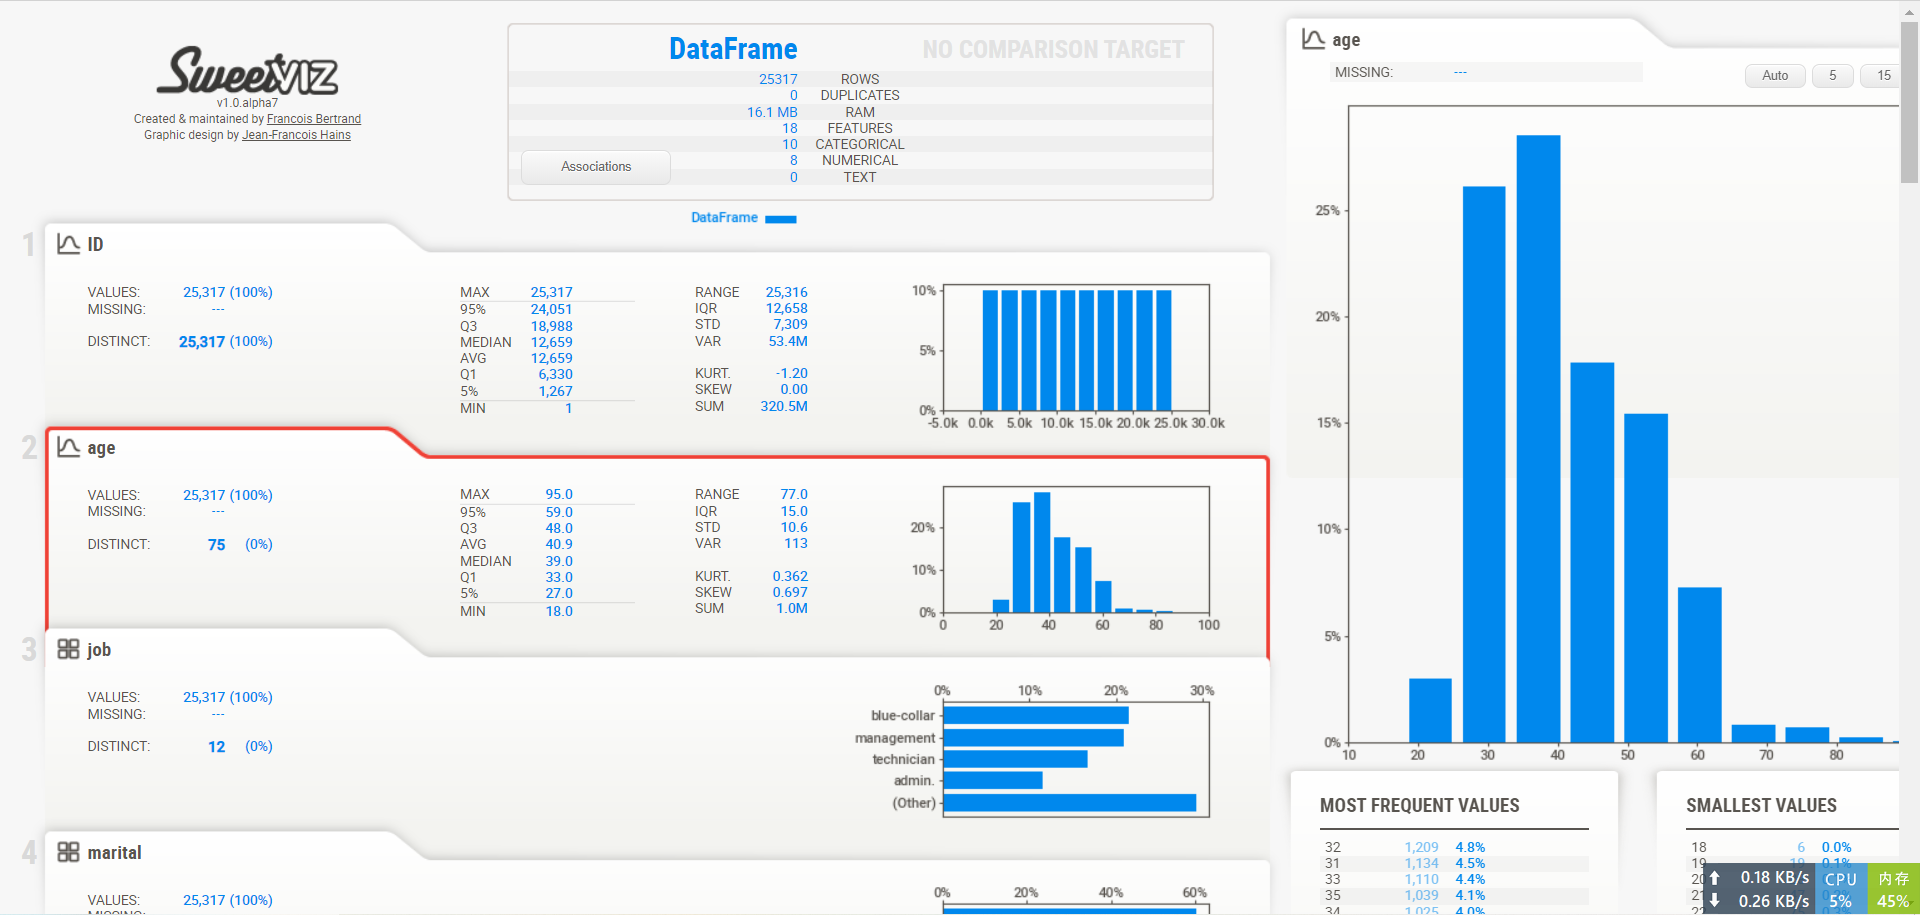 SweetVIZ
v1.0.alpha7
Created & maintained by Francois Bertrand
Graphic design by Jean-Francois Hains
DataFrame NO COMPARISON TARGET
25317 ROWS
0 DUPLICATES
16.1 MB RAM
18 FEATURES
10 CATEGORICAL
8 NUMERICAL
0 TEXT
Associations
DataFrame
1 ID
VALUES: 25,317 (100%)
MISSING: ---
DISTINCT: 25,317 (100%)
MAX 25,317
95% 24,051
Q3 18,988
MEDIAN 12,659
AVG 12,659
Q1 6,330
5% 1,267
MIN 1
RANGE 25,316
IQR 12,658
STD 7,309
VAR 53.4M
KURT. -1.20
SKEW 0.00
SUM 320.5M
10%
5%
0%
-5.0k 0.0k 5.0k 10.0k 15.0k 20.0k 25.0k 30.0k
2 age
VALUES: 25,317 (100%)
MISSING: ---
DISTINCT: 75 (0%)
MAX 95.0
95% 59.0
Q3 48.0
AVG 40.9
MEDIAN 39.0
Q1 33.0
5% 27.0
MIN 18.0
RANGE 77.0
IQR 15.0
STD 10.6
VAR 113
KURT. 0.362
SKEW 0.697
SUM 1.0M
20%
10%
0%
0 20 40 60 80 100
3 job
VALUES: 25,317 (100%)
MISSING: ---
DISTINCT: 12 (0%)
0% 10% 20% 30%
blue-collar
management
technician
admin.
(Other)
4 marital
VALUES: 25,317 (100%)
0% 20% 40% 60%
age
MISSING: ---
Auto 5 15
25%
20%
15%
10%
5%
0%
10 20 30 40 50 60 70 80
MOST FREQUENT VALUES
32 1,209 4.8%
31 1,134 4.5%
33 1,110 4.4%
35 1,039 4.1%
34 1,025 4.0%
SMALLEST VALUES
18 6 0.0%
19 19 0.1%
20
21
0.18 KB/s CPU 内存
0.26 KB/s 5% 45%